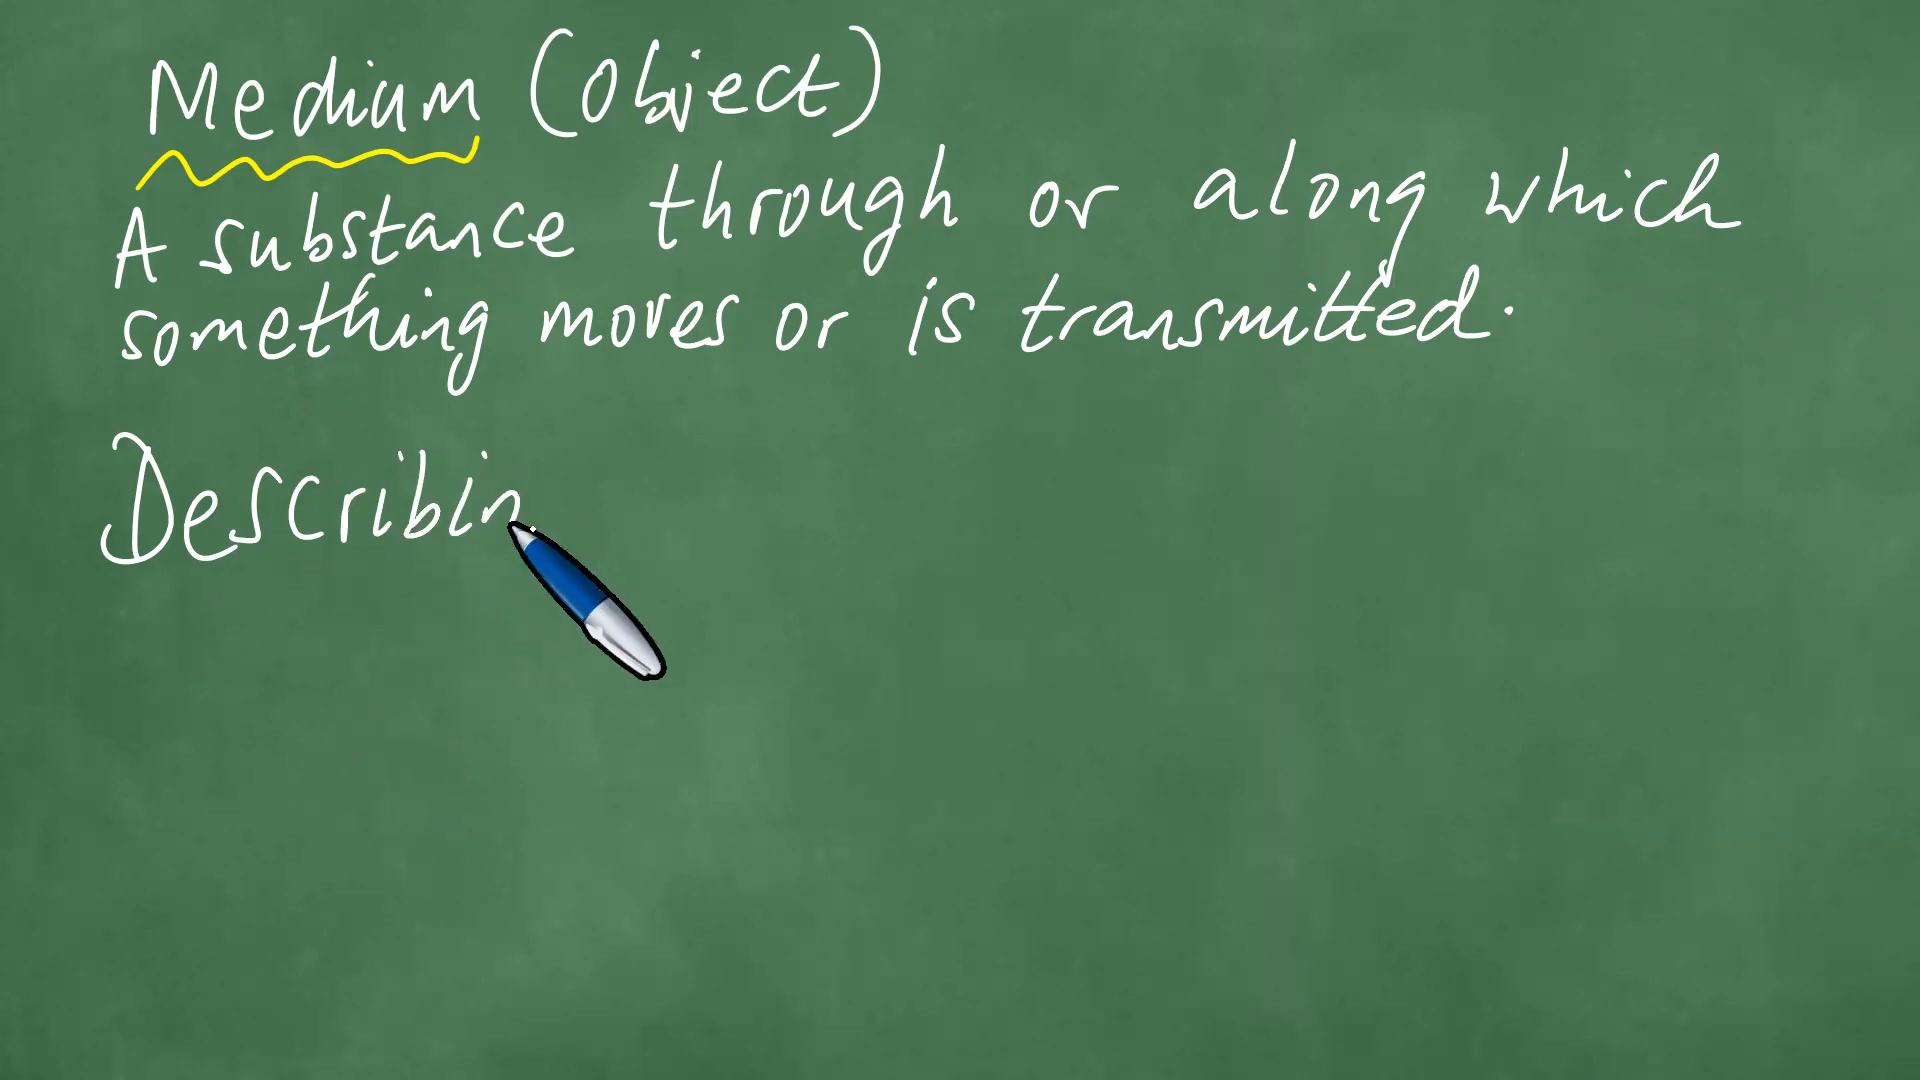 Medium (Object)
A substance through or along which
something moves or is transmitted.
Describin